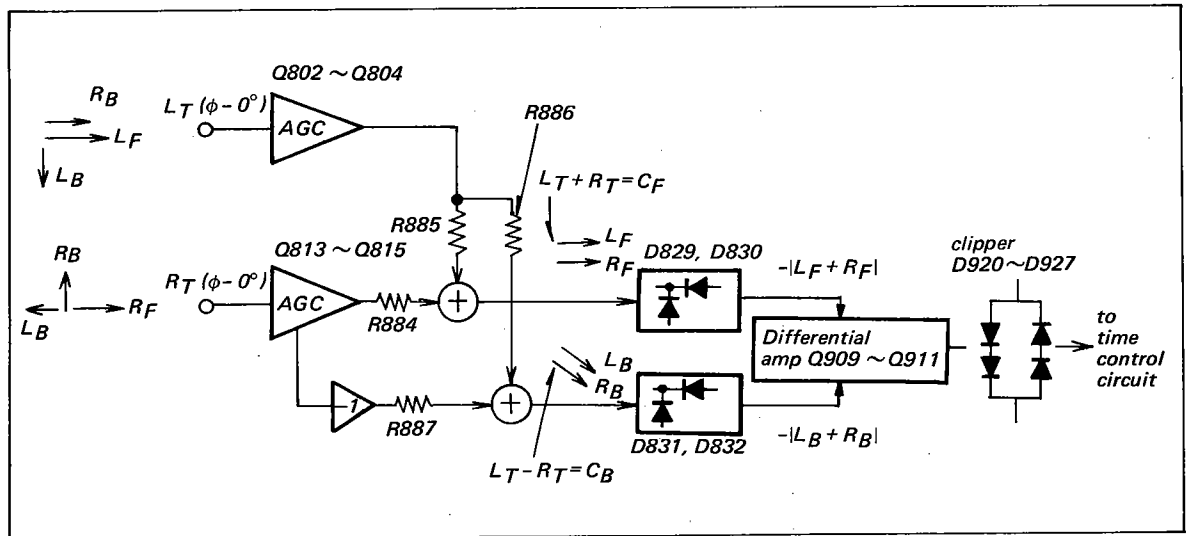 Q802 ~ Q804
R_B
L_F
L_B
L_T (φ - 0°)
AGC
R886
L_T + R_T = C_F
R885
L_F
R_F
R_B
R_F
L_B
R_T (φ - 0°)
Q813 ~ Q815
AGC
R884
D829, D830
-|L_F + R_F|
clipper
D920~D927
Differential
amp Q909 ~ Q911
to
time
control
circuit
-1
R887
L_B
R_B
D831, D832
-|L_B + R_B|
L_T - R_T = C_B